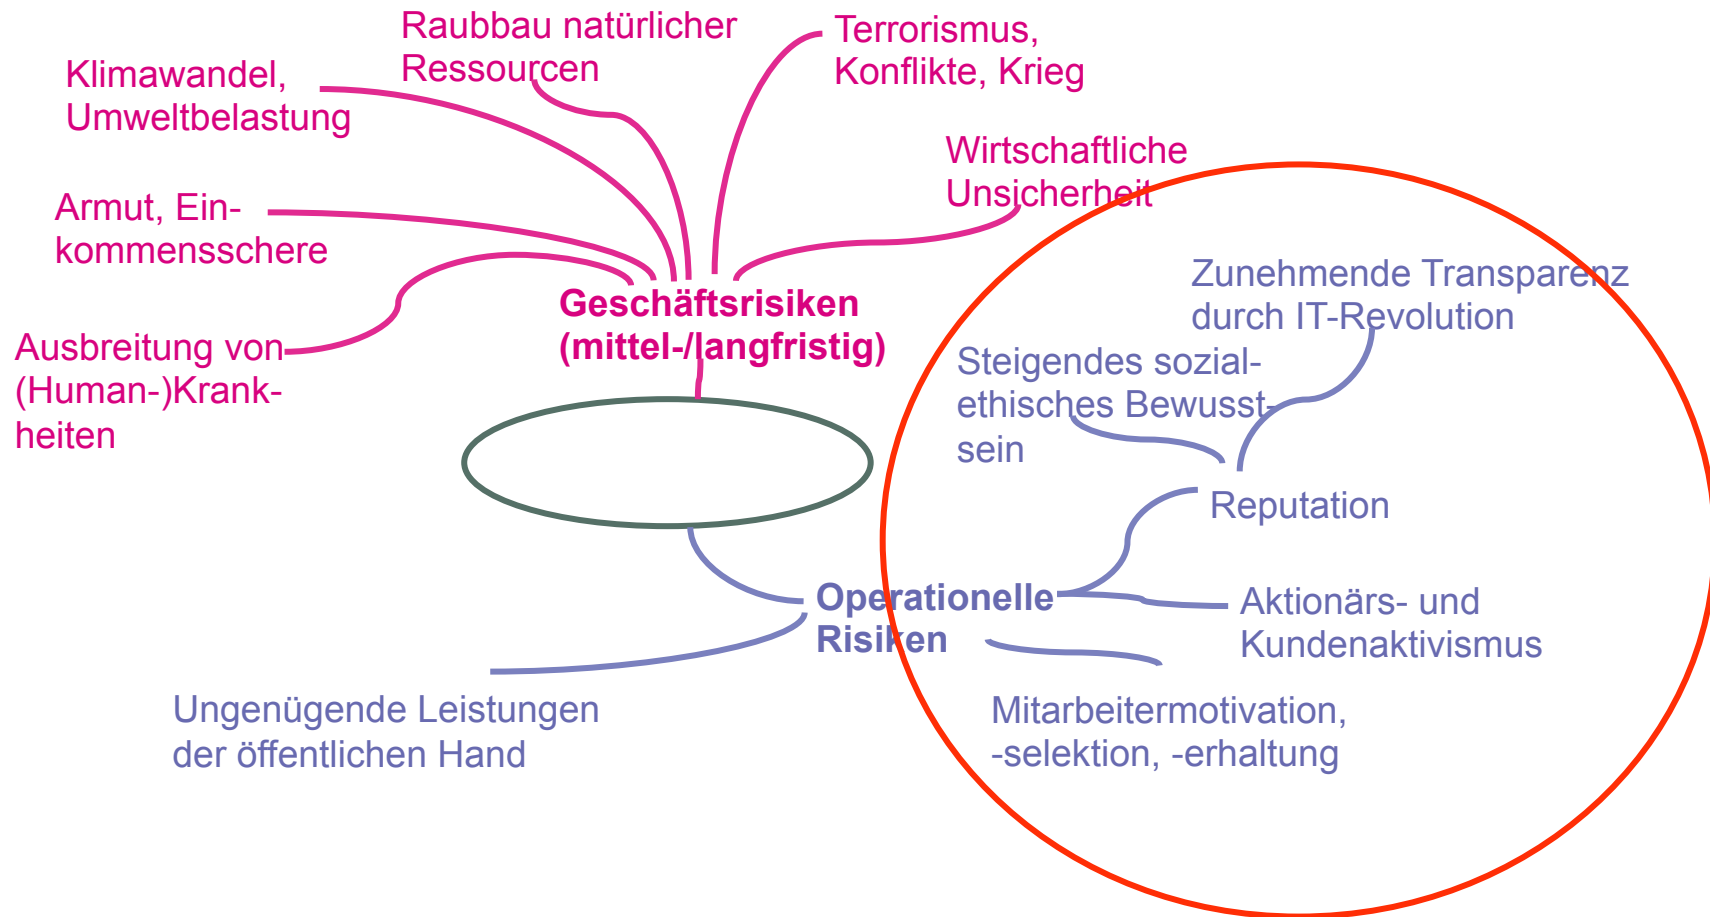 Raubbau natürlicher
Ressourcen
Terrorismus,
Konflikte, Krieg
Klimawandel,
Umweltbelastung
Wirtschaftliche
Unsicherheit
Armut, Ein-
kommensschere
Zunehmende Transparenz
durch IT-Revolution
Geschäftsrisiken
(mittel-/langfristig)
Ausbreitung von
(Human-)Krank-
heiten
Steigendes sozial-
ethisches Bewusst-
sein
Reputation
Operationelle
Risiken
Aktionärs- und
Kundenaktivismus
Ungenügende Leistungen
der öffentlichen Hand
Mitarbeitermotivation,
-selektion, -erhaltung